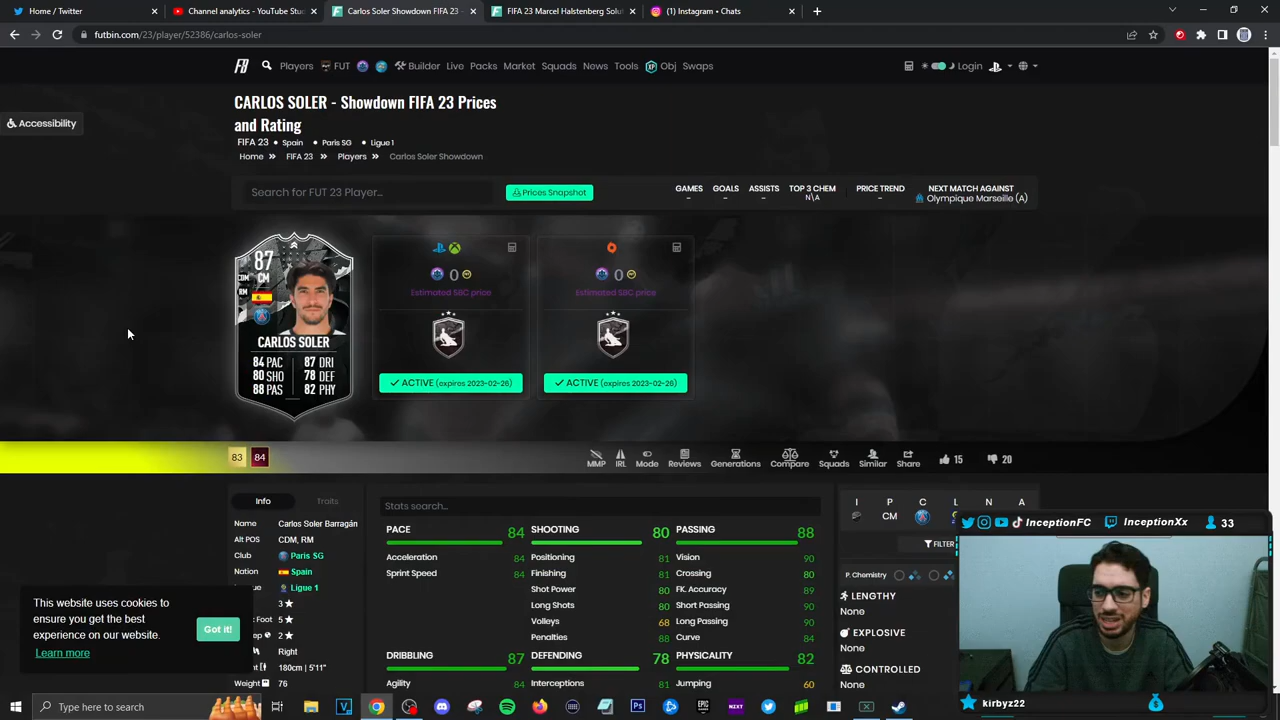 Home / Twitter
Channel analytics - YouTube Stu
Carlos Soler Showdown FIFA 23
FIFA 23 Marcel Halstenberg Solu
(1) Instagram • Chats
futbin.com/23/player/52386/carlos-soler
Players FUT Builder Live Packs Market Squads News Tools Obj Swaps Login
Accessibility
CARLOS SOLER - Showdown FIFA 23 Prices
and Rating
FIFA 23 • Spain • Paris SG • Ligue 1
Home » FIFA 23 » Players » Carlos Soler Showdown
Search for FUT 23 Player...
Prices Snapshot
GAMES GOALS ASSISTS TOP 3 CHEM PRICE TREND NEXT MATCH AGAINST
- - - N\A - Olympique Marseille (A)
87
CM
CDM
RM
CARLOS SOLER
84 PAC 87 DRI
80 SHO 78 DEF
88 PAS 82 PHY
0
Estimated SBC price
ACTIVE (expires 2023-02-26)
0
Estimated SBC price
ACTIVE (expires 2023-02-26)
83 84
MMP IRL Mode Reviews Generations Compare Squads Similar Share 15 20
Info Traits
Name Carlos Soler Barragán
Alt POS CDM, RM
Club Paris SG
Nation Spain
Ligue 1
3
Foot 5
2
Right
180cm | 5'11"
Weight 76
Stats search...
PACE 84
Acceleration 84
Sprint Speed 84
SHOOTING 80
Positioning 81
Finishing 81
Shot Power 80
Long Shots 80
Volleys 68
Penalties 88
PASSING 88
Vision 90
Crossing 80
FK. Accuracy 89
Short Passing 90
Long Passing 90
Curve 84
DRIBBLING 87
Agility 84
DEFENDING 78
Interceptions 81
PHYSICALITY 82
Jumping 60
I P C L N A
CM
FILTER
P. Chemistry
LENGTHY
None
EXPLOSIVE
None
CONTROLLED
None
This website uses cookies to
ensure you get the best
experience on our website.
Learn more
Got it!
InceptionFC InceptionXx 33
kirbyz22
Type here to search